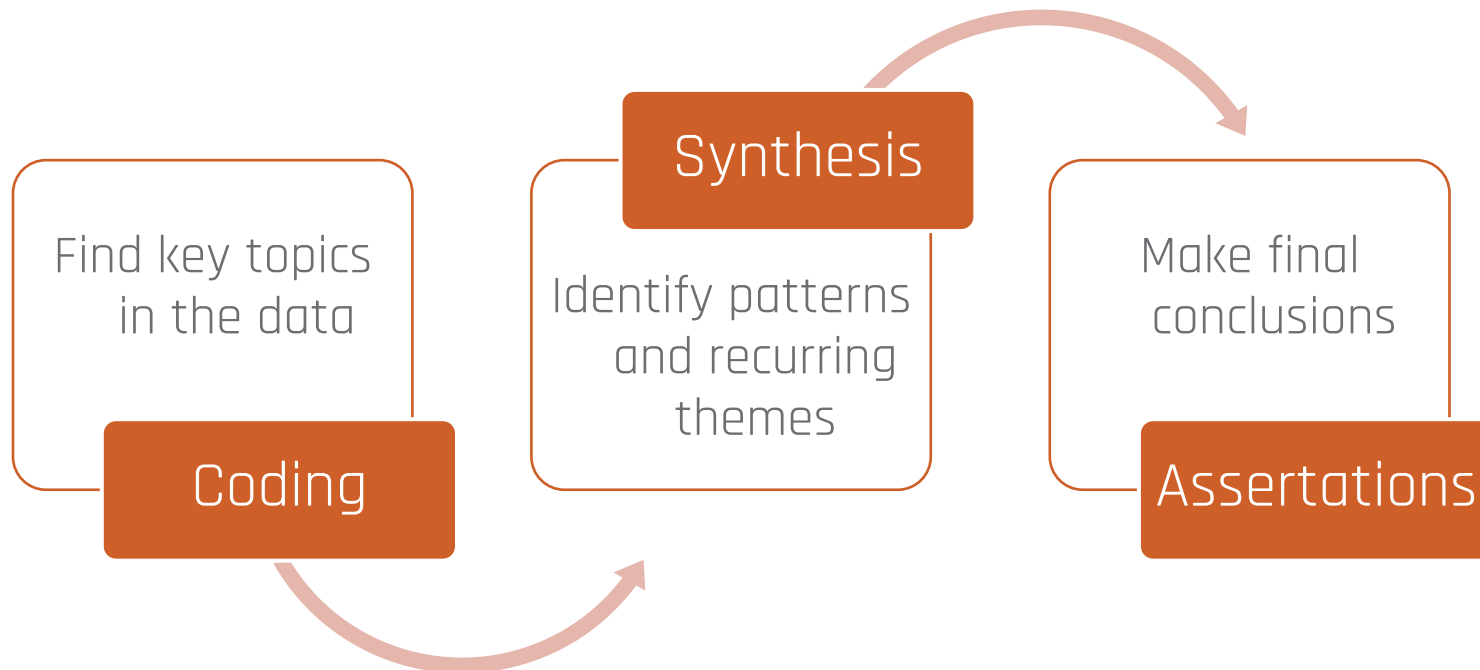 Find key topics
in the data
Coding
Synthesis
Identify patterns
and recurring
themes
Make final
conclusions
Assertations